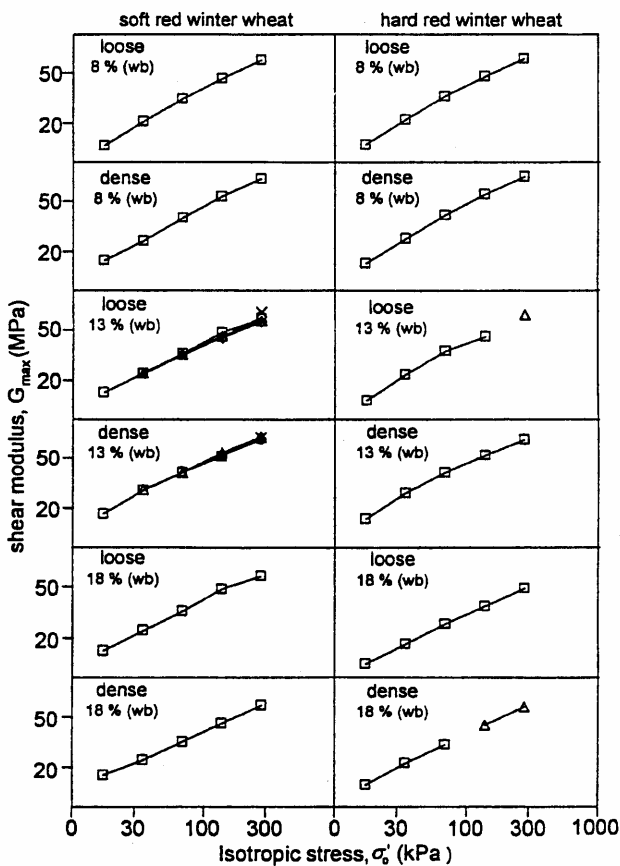 soft red winter wheat
hard red winter wheat
loose
8 % (wb)
50
20
loose
8 % (wb)
dense
8 % (wb)
50
20
dense
8 % (wb)
loose
13 % (wb)
50
20
loose
13 % (wb)
dense
13 % (wb)
50
20
dense
13 % (wb)
loose
18 % (wb)
50
20
loose
18 % (wb)
dense
18 % (wb)
50
20
dense
18 % (wb)
shear modulus, Gmax (MPa)
0 30 100 300 0 30 100 300 1000
Isotropic stress, σ₀' (kPa)